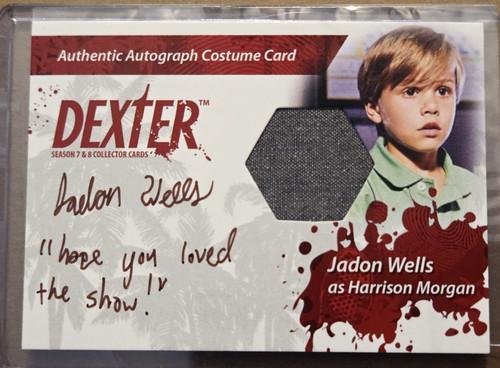 Authentic Autograph Costume Card
DEXTER™
SEASON 7 & 8 COLLECTOR CARDS
Jadon Wells
"hope you loved
the show!"
Jadon Wells
as Harrison Morgan